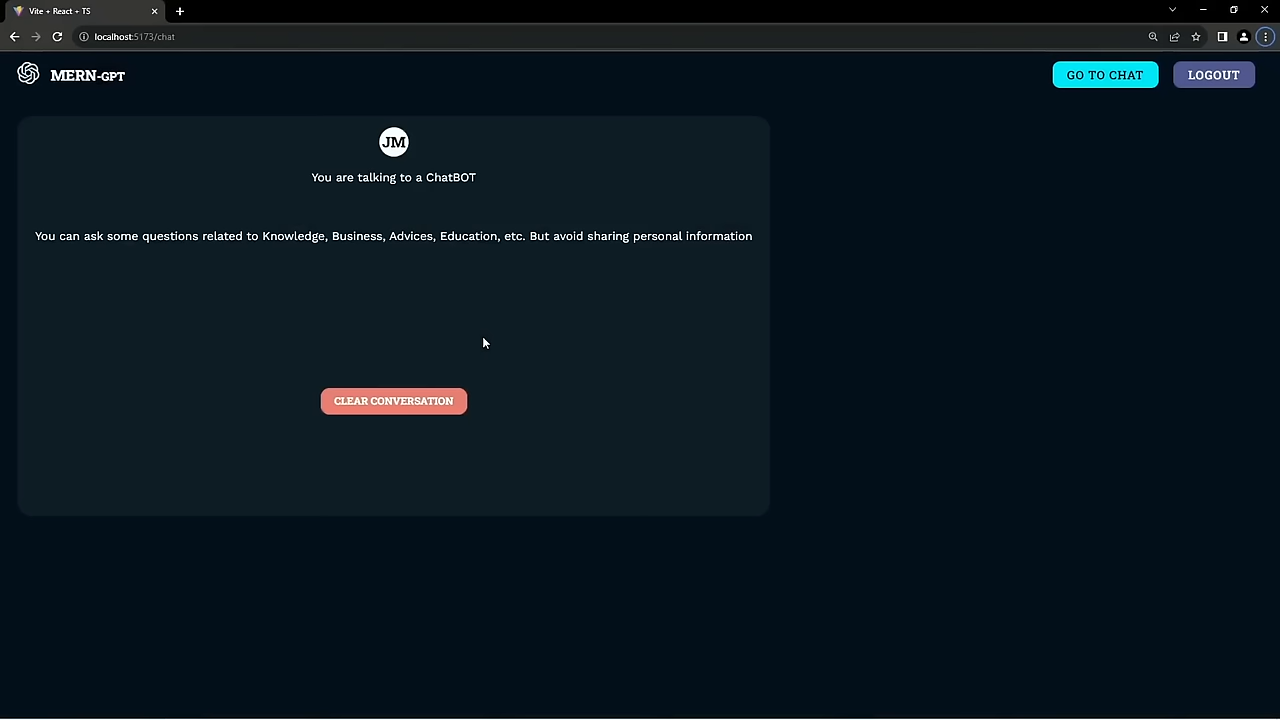 Vite + React + TS
localhost:5173/chat
MERN-GPT
GO TO CHAT
LOGOUT
JM
You are talking to a ChatBOT
You can ask some questions related to Knowledge, Business, Advices, Education, etc. But avoid sharing personal information
CLEAR CONVERSATION